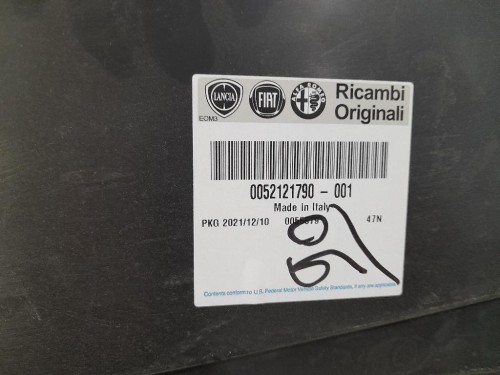 LANCIA FIAT ALFA ROMEO Ricambi
Originali
EOM3
0052121790 - 001
Made in Italy
PKG 2021/12/10 47N
Contents conform to U.S. Federal Motor Vehicle Safety Standards, if any are applicable